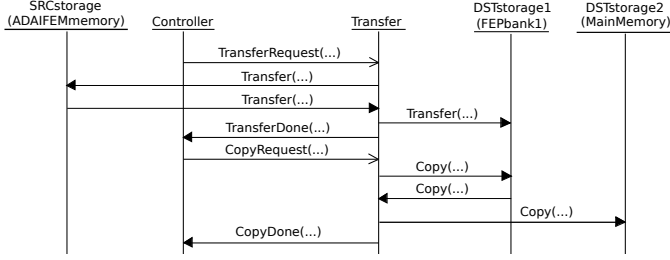 SRCstorage
(ADAIFEMmemory)
Controller
Transfer
DSTstorage1
(FEPbank1)
DSTstorage2
(MainMemory)
TransferRequest(...)
Transfer(...)
Transfer(...)
Transfer(...)
TransferDone(...)
CopyRequest(...)
Copy(...)
Copy(...)
Copy(...)
CopyDone(...)